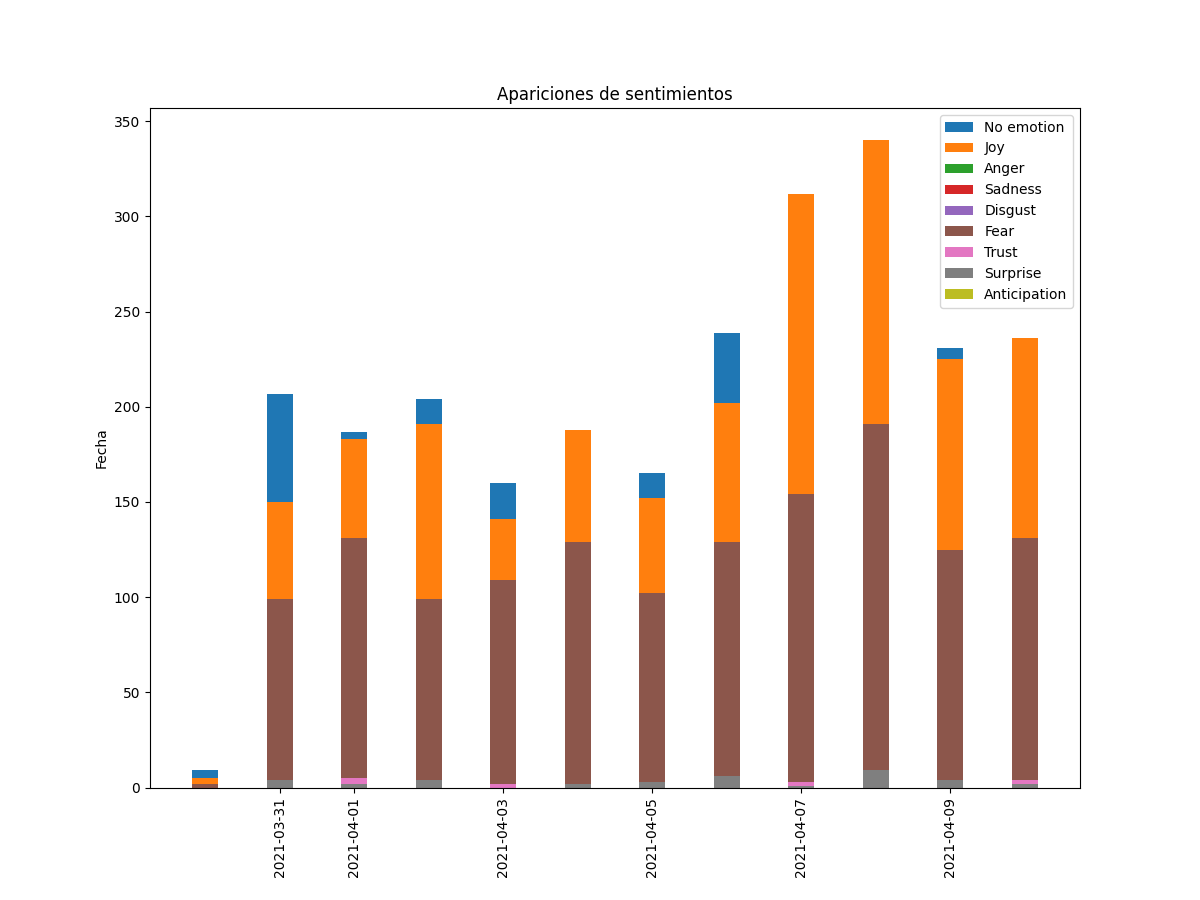 Apariciones de sentimientos
No emotion
Joy
Anger
Sadness
Disgust
Fear
Trust
Surprise
Anticipation
350
300
250
200
150
100
50
0
Fecha
2021-03-31
2021-04-01
2021-04-03
2021-04-05
2021-04-07
2021-04-09